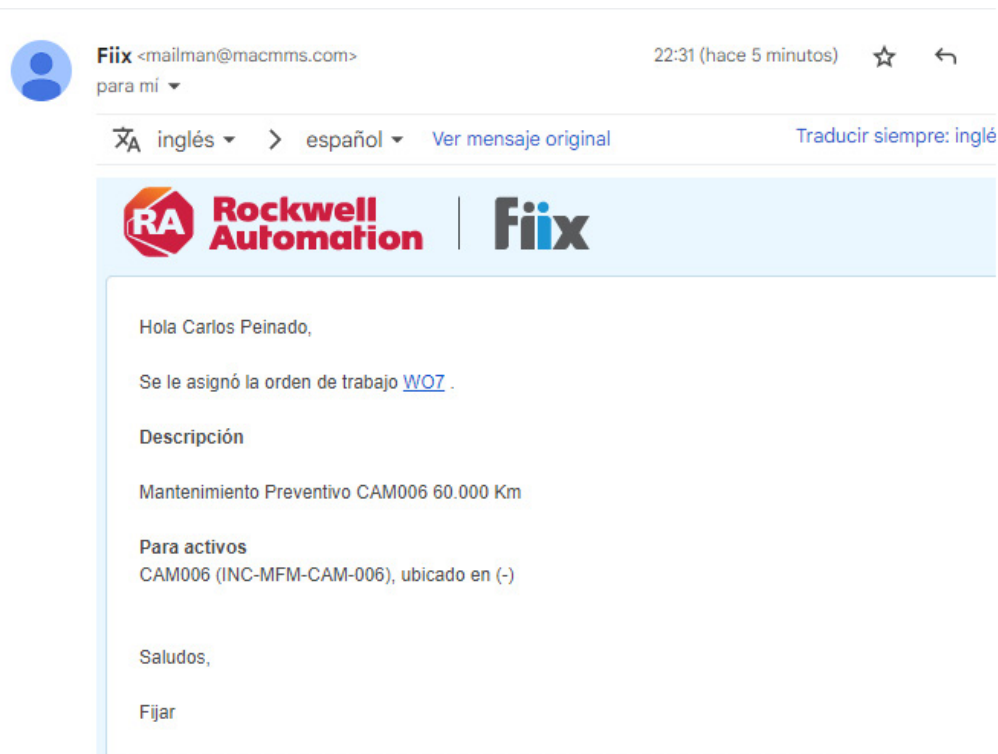 Fiix <mailman@macmms.com> 22:31 (hace 5 minutos)
para mí
inglés español Ver mensaje original Traducir siempre: inglé
RA Rockwell Automation Fiix
Hola Carlos Peinado,
Se le asignó la orden de trabajo WO7 .
Descripción
Mantenimiento Preventivo CAM006 60.000 Km
Para activos
CAM006 (INC-MFM-CAM-006), ubicado en (-)
Saludos,
Fijar